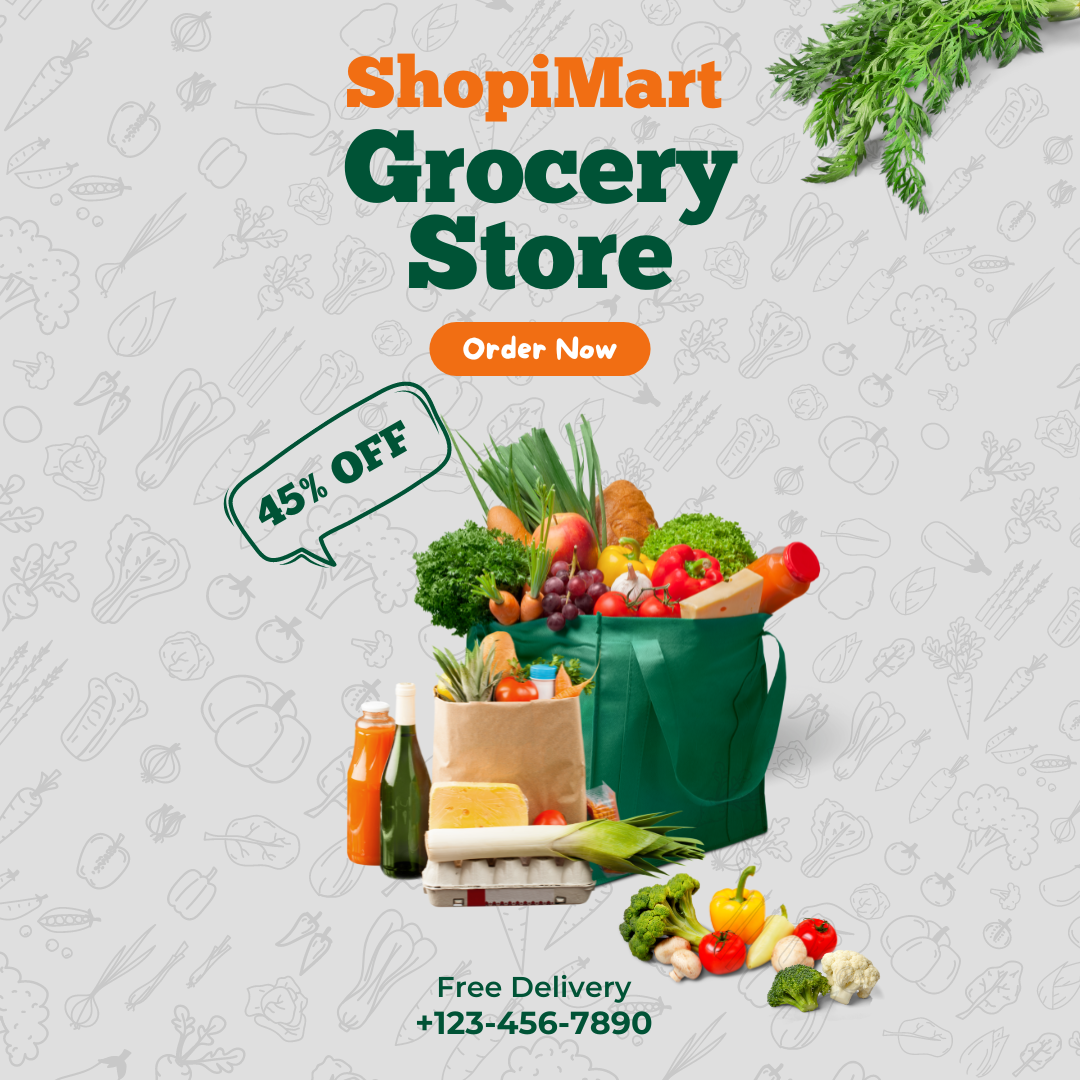 ShopiMart
Grocery
Store
Order Now
45% OFF
Free Delivery
+123-456-7890